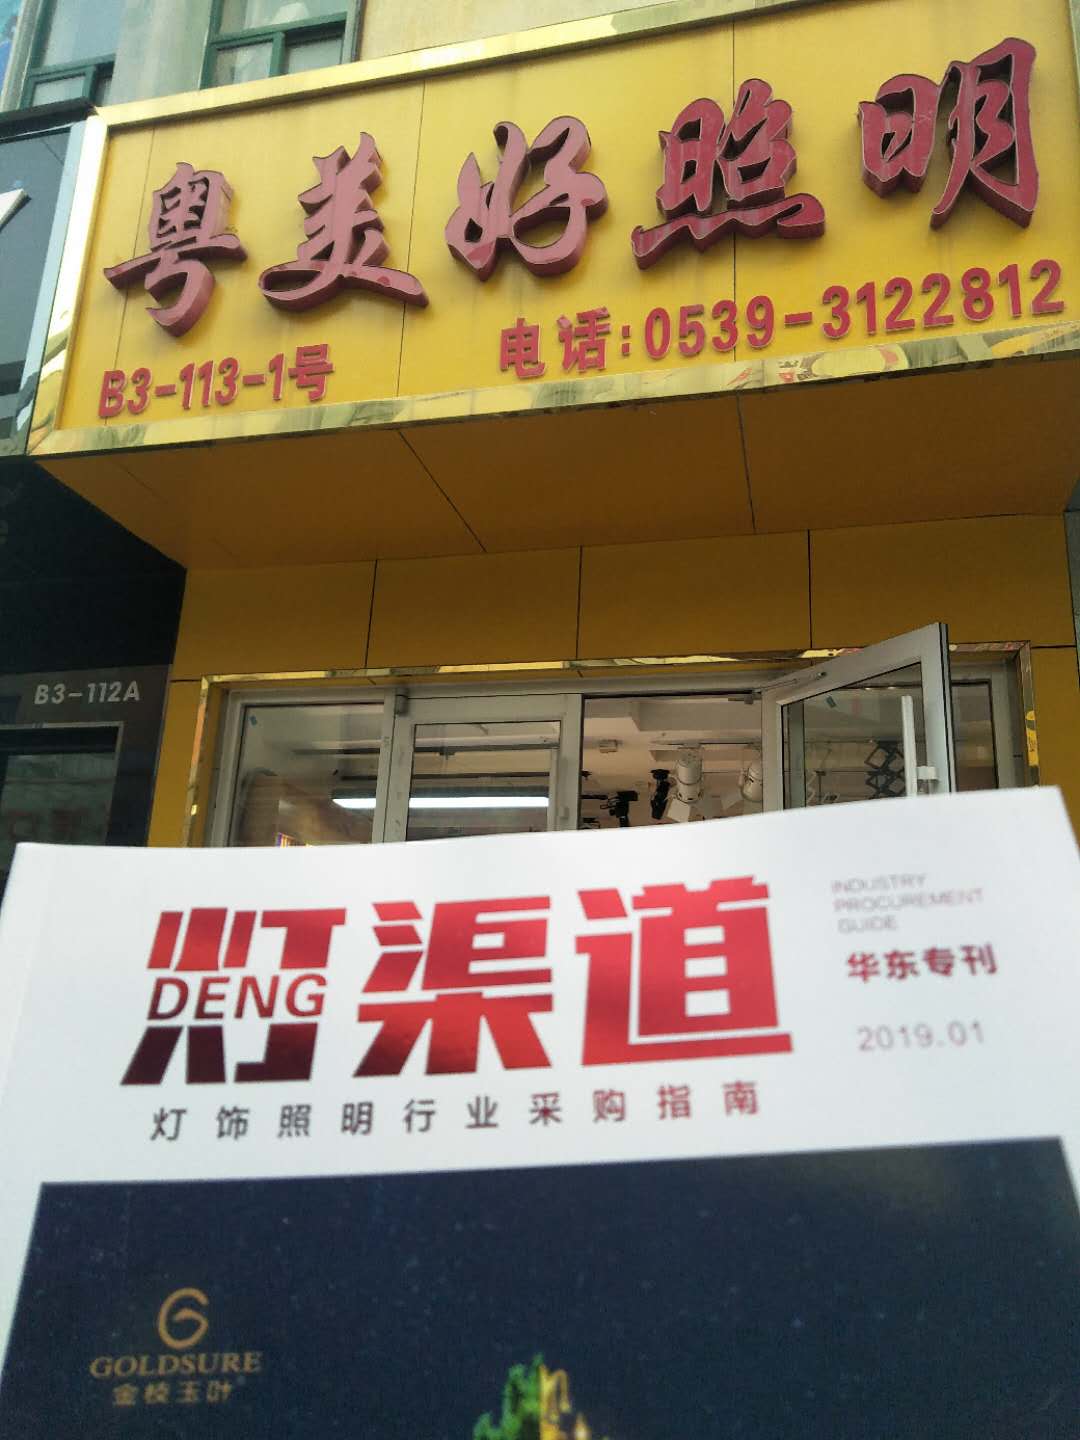 粤美好照明
B3-113-1号
电话:0539-3122812
B3-112A
灯渠道
DENG
INDUSTRY
PROCUREMENT
GUIDE
华东专刊
2019.01
灯饰照明行业采购指南
GOLDSURE
金枝玉叶